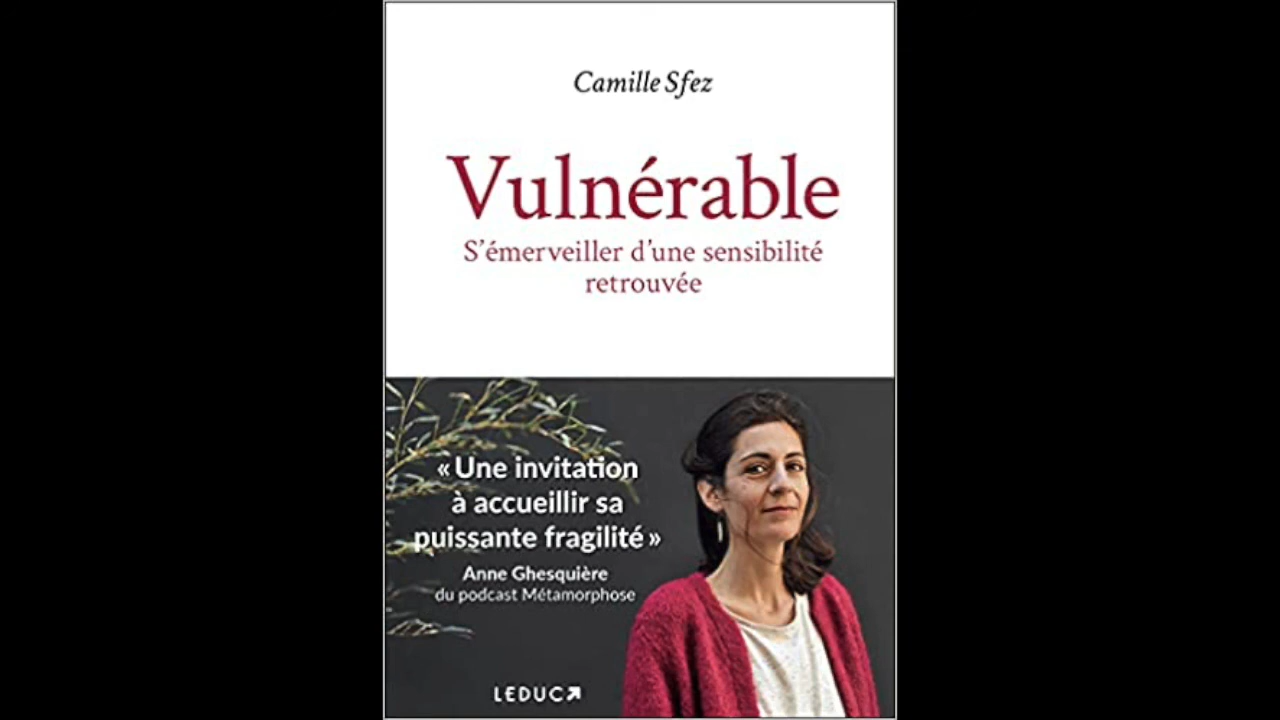 Camille Sfez
Vulnérable
S’émerveiller d’une sensibilité
retrouvée
« Une invitation
à accueillir sa
puissante fragilité »
Anne Ghesquière
du podcast Métamorphose
LEDUC